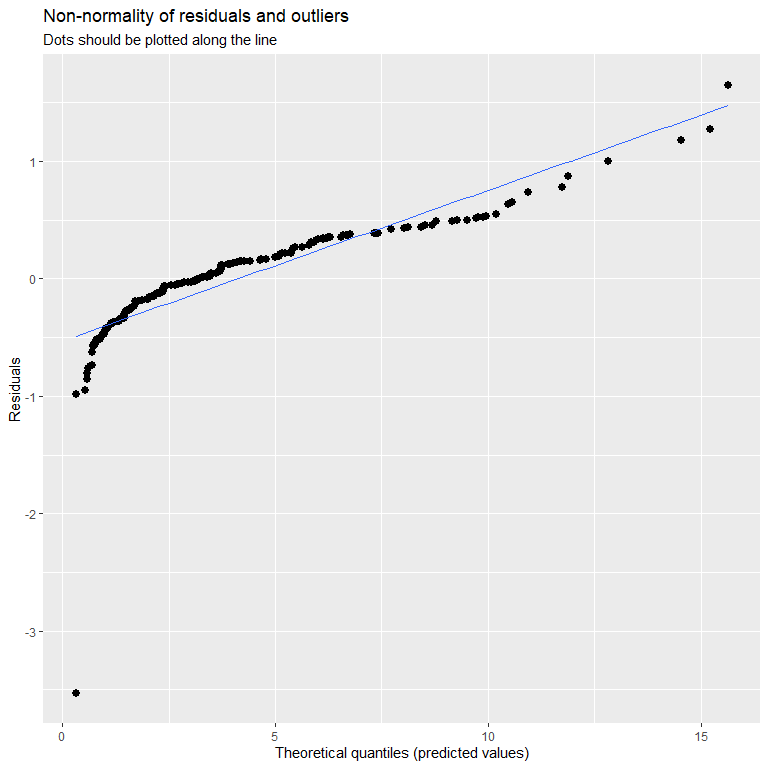 Non-normality of residuals and outliers
Dots should be plotted along the line
1
0
-1
-2
-3
Residuals
0 5 10 15
Theoretical quantiles (predicted values)